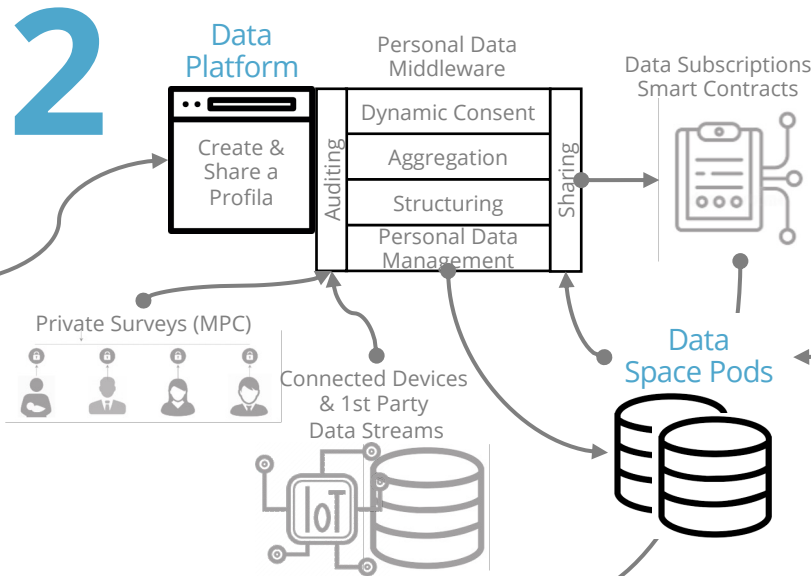 2
Data
Platform
Personal Data
Middleware
Data Subscriptions
Smart Contracts
Create &
Share a
Profila
Auditing
Dynamic Consent
Aggregation
Structuring
Personal Data
Management
Sharing
Private Surveys (MPC)
Connected Devices
& 1st Party
Data Streams
IoT
Data
Space Pods